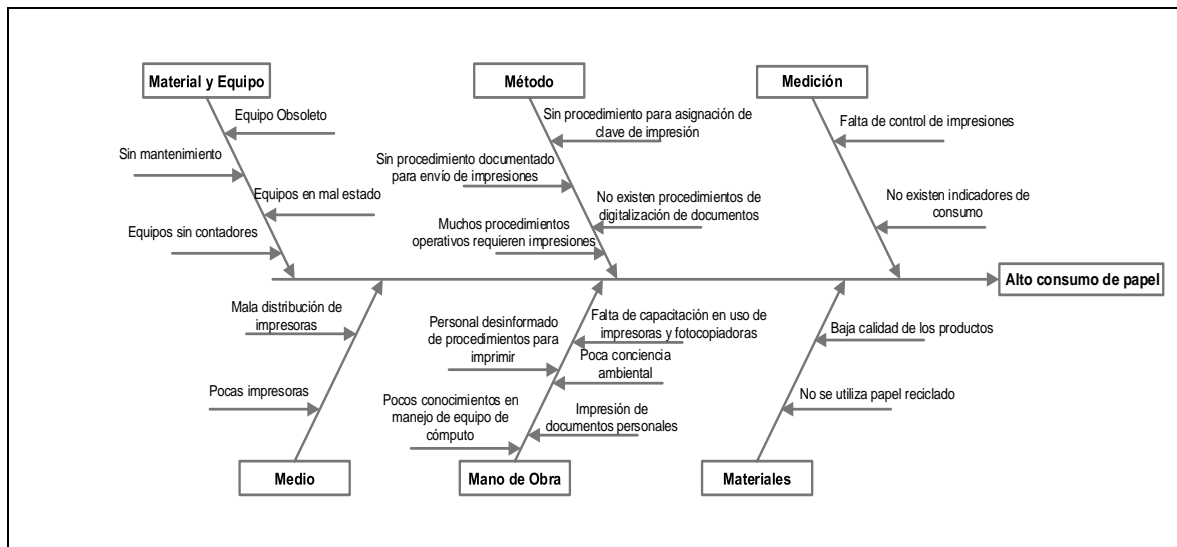 Material y Equipo
Método
Medición
Equipo Obsoleto
Sin mantenimiento
Equipos en mal estado
Equipos sin contadores
Sin procedimiento para asignación de
clave de impresión
Sin procedimiento documentado
para envío de impresiones
No existen procedimientos de
digitalización de documentos
Muchos procedimientos
operativos requieren impresiones
Falta de control de impresiones
No existen indicadores de
consumo
Alto consumo de papel
Mala distribución de
impresoras
Pocas impresoras
Falta de capacitación en uso de
impresoras y fotocopiadoras
Personal desinformado
de procedimientos para
imprimir
Poca conciencia
ambiental
Pocos conocimientos en
manejo de equipo de
cómputo
Impresión de
documentos personales
Baja calidad de los productos
No se utiliza papel reciclado
Medio
Mano de Obra
Materiales